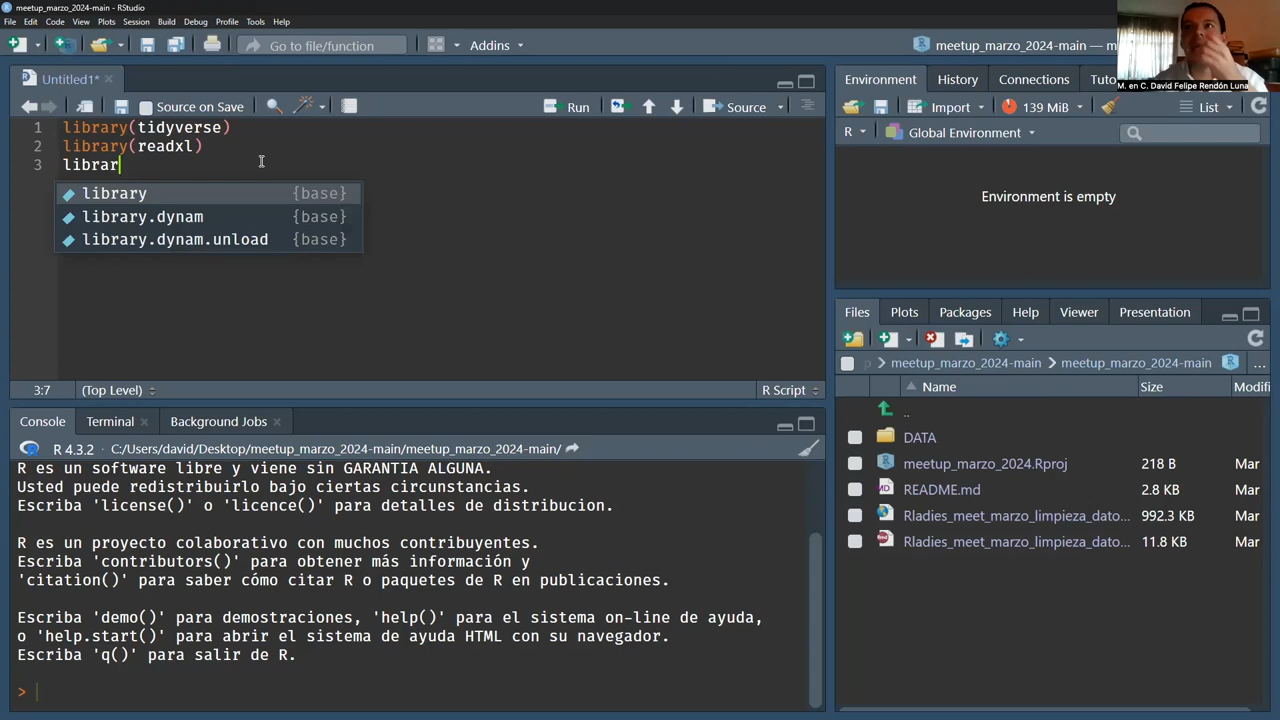 meetup_marzo_2024-main - RStudio
File Edit Code View Plots Session Build Debug Profile Tools Help
Go to file/function
Addins
meetup_marzo_2024-main —
M. en C. David Felipe Rendón Luna
Untitled1*
Source on Save
Run
Source
1 library(tidyverse)
2 library(readxl)
3 librar
library {base}
library.dynam {base}
library.dynam.unload {base}
3:7
(Top Level)
R Script
Console Terminal Background Jobs
R 4.3.2 · C:/Users/david/Desktop/meetup_marzo_2024-main/meetup_marzo_2024-main/
R es un software libre y viene sin GARANTIA ALGUNA.
Usted puede redistribuirlo bajo ciertas circunstancias.
Escriba 'license()' o 'licence()' para detalles de distribucion.
R es un proyecto colaborativo con muchos contribuyentes.
Escriba 'contributors()' para obtener más información y
'citation()' para saber cómo citar R o paquetes de R en publicaciones.
Escriba 'demo()' para demostraciones, 'help()' para el sistema on-line de ayuda,
o 'help.start()' para abrir el sistema de ayuda HTML con su navegador.
Escriba 'q()' para salir de R.
>
Environment History Connections Tuto
Import
139 MiB
List
R
Global Environment
Environment is empty
Files Plots Packages Help Viewer Presentation
p > meetup_marzo_2024-main > meetup_marzo_2024-main
...
Name Size Modifi
..
DATA
meetup_marzo_2024.Rproj 218 B Mar
README.md 2.8 KB Mar
Rladies_meet_marzo_limpieza_dato... 992.3 KB Mar
Rladies_meet_marzo_limpieza_dato... 11.8 KB Mar